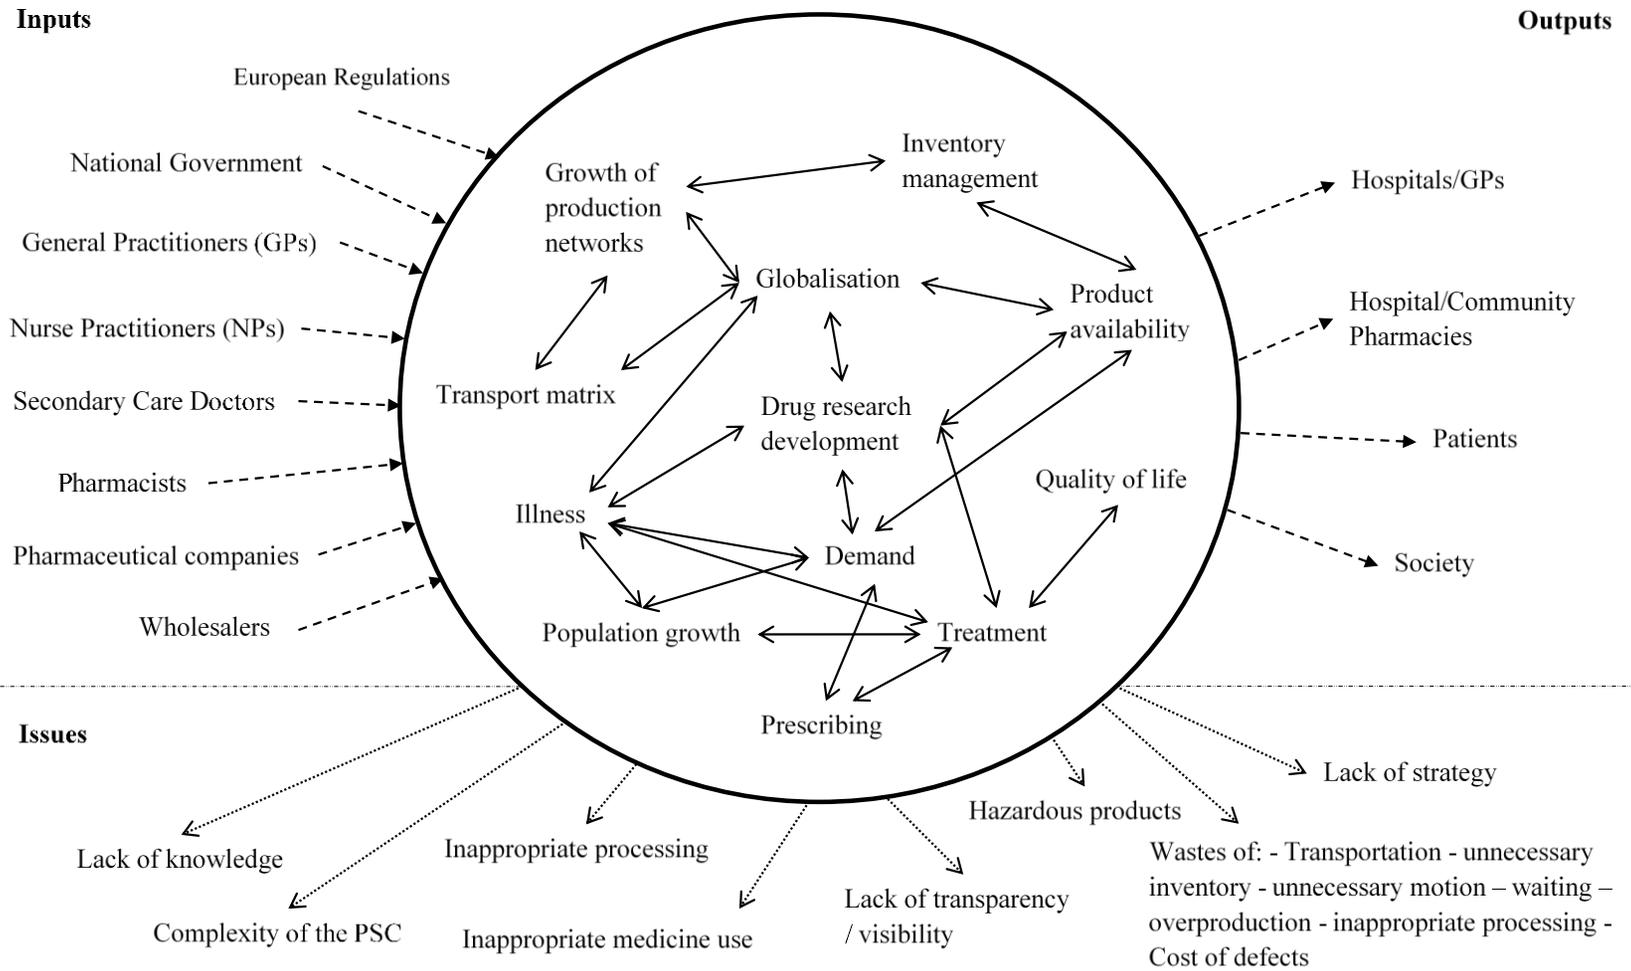 Inputs
Outputs
European Regulations
National Government
General Practitioners (GPs)
Nurse Practitioners (NPs)
Secondary Care Doctors
Pharmacists
Pharmaceutical companies
Wholesalers
Growth of
production
networks
Inventory
management
Globalisation
Product
availability
Transport matrix
Drug research
development
Quality of life
Illness
Demand
Population growth
Treatment
Prescribing
Hospitals/GPs
Hospital/Community
Pharmacies
Patients
Society
Issues
Lack of knowledge
Complexity of the PSC
Inappropriate processing
Inappropriate medicine use
Lack of transparency
/ visibility
Hazardous products
Lack of strategy
Wastes of: - Transportation - unnecessary
inventory - unnecessary motion – waiting –
overproduction - inappropriate processing -
Cost of defects